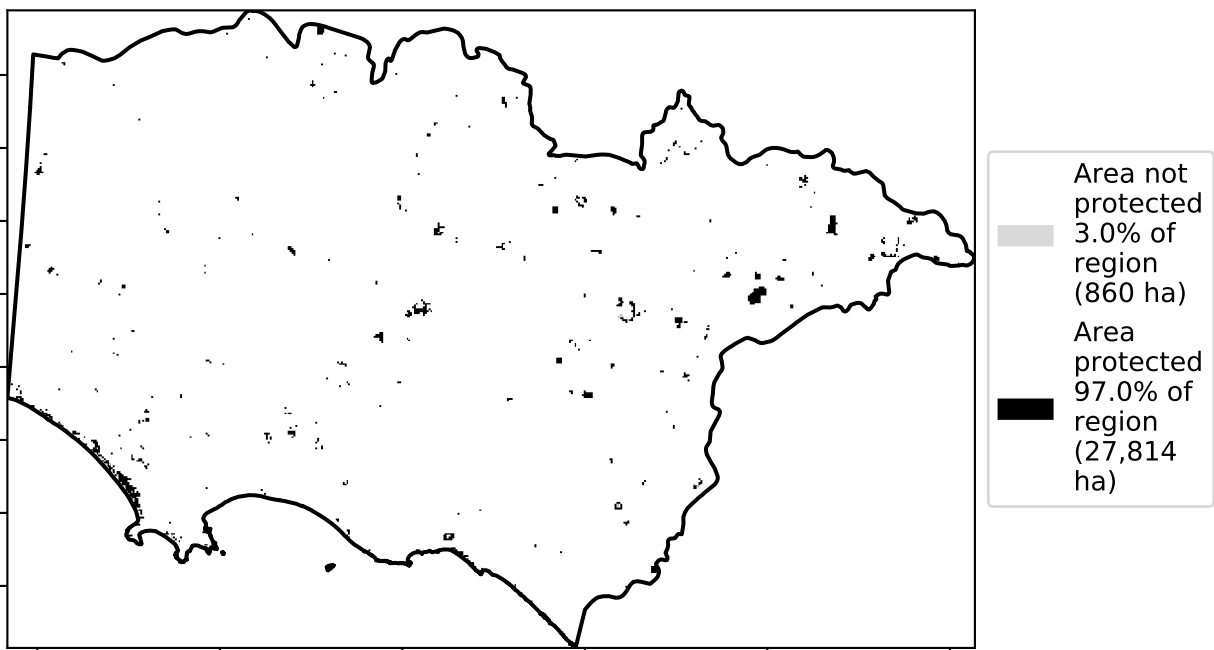 Area not
protected
3.0% of
region
(860 ha)
Area
protected
97.0% of
region
(27,814
ha)